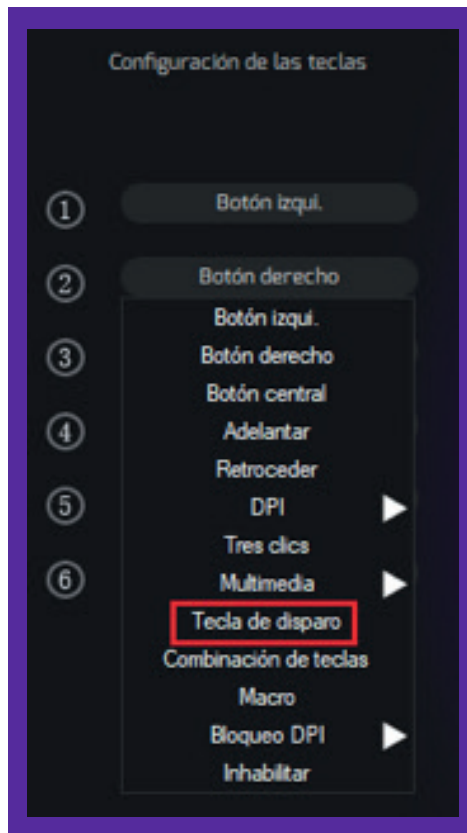 Configuración de las teclas
① Botón izqui.
② Botón derecho
Botón izqui.
③ Botón derecho
Botón central
④ Adelantar
Retroceder
⑤ DPI ▶
Tres clics
⑥ Multimedia ▶
Tecla de disparo
Combinación de teclas
Macro
Bloqueo DPI ▶
Inhabilitar